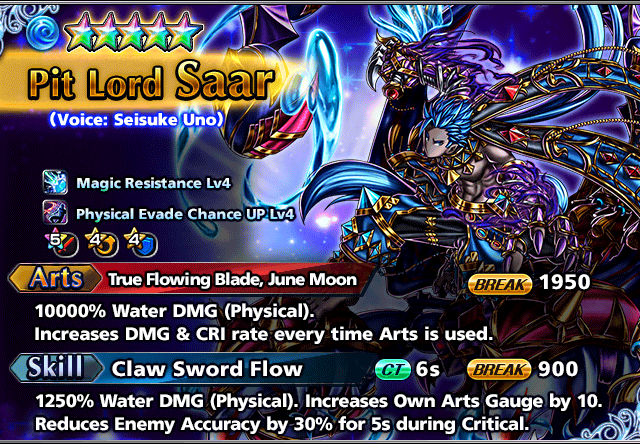 Pit Lord Saar
(Voice: Seisuke Uno)
Magic Resistance Lv4
Physical Evade Chance UP Lv4
5 4 4
Arts True Flowing Blade, June Moon BREAK 1950
10000% Water DMG (Physical).
Increases DMG & CRI rate every time Arts is used.
Skill Claw Sword Flow CT 6s BREAK 900
1250% Water DMG (Physical). Increases Own Arts Gauge by 10.
Reduces Enemy Accuracy by 30% for 5s during Critical.